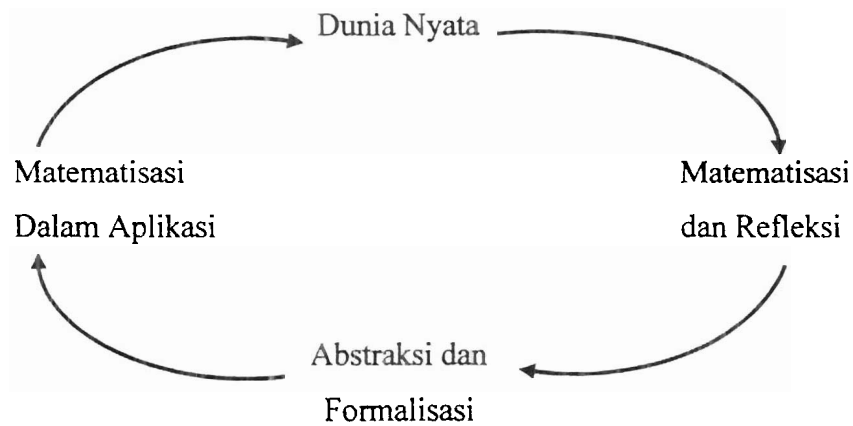 Dunia Nyata
Matematisasi
Dalam Aplikasi
Matematisasi
dan Refleksi
Abstraksi dan
Formalisasi